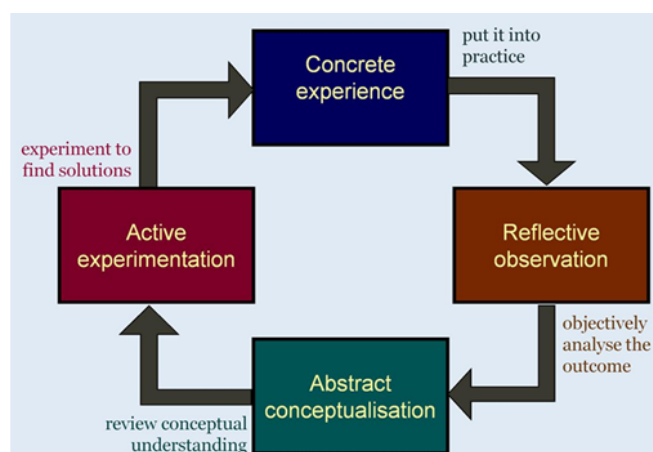 Concrete
experience
put it into
practice
Reflective
observation
objectively
analyse the
outcome
Abstract
conceptualisation
review conceptual
understanding
Active
experimentation
experiment to
find solutions